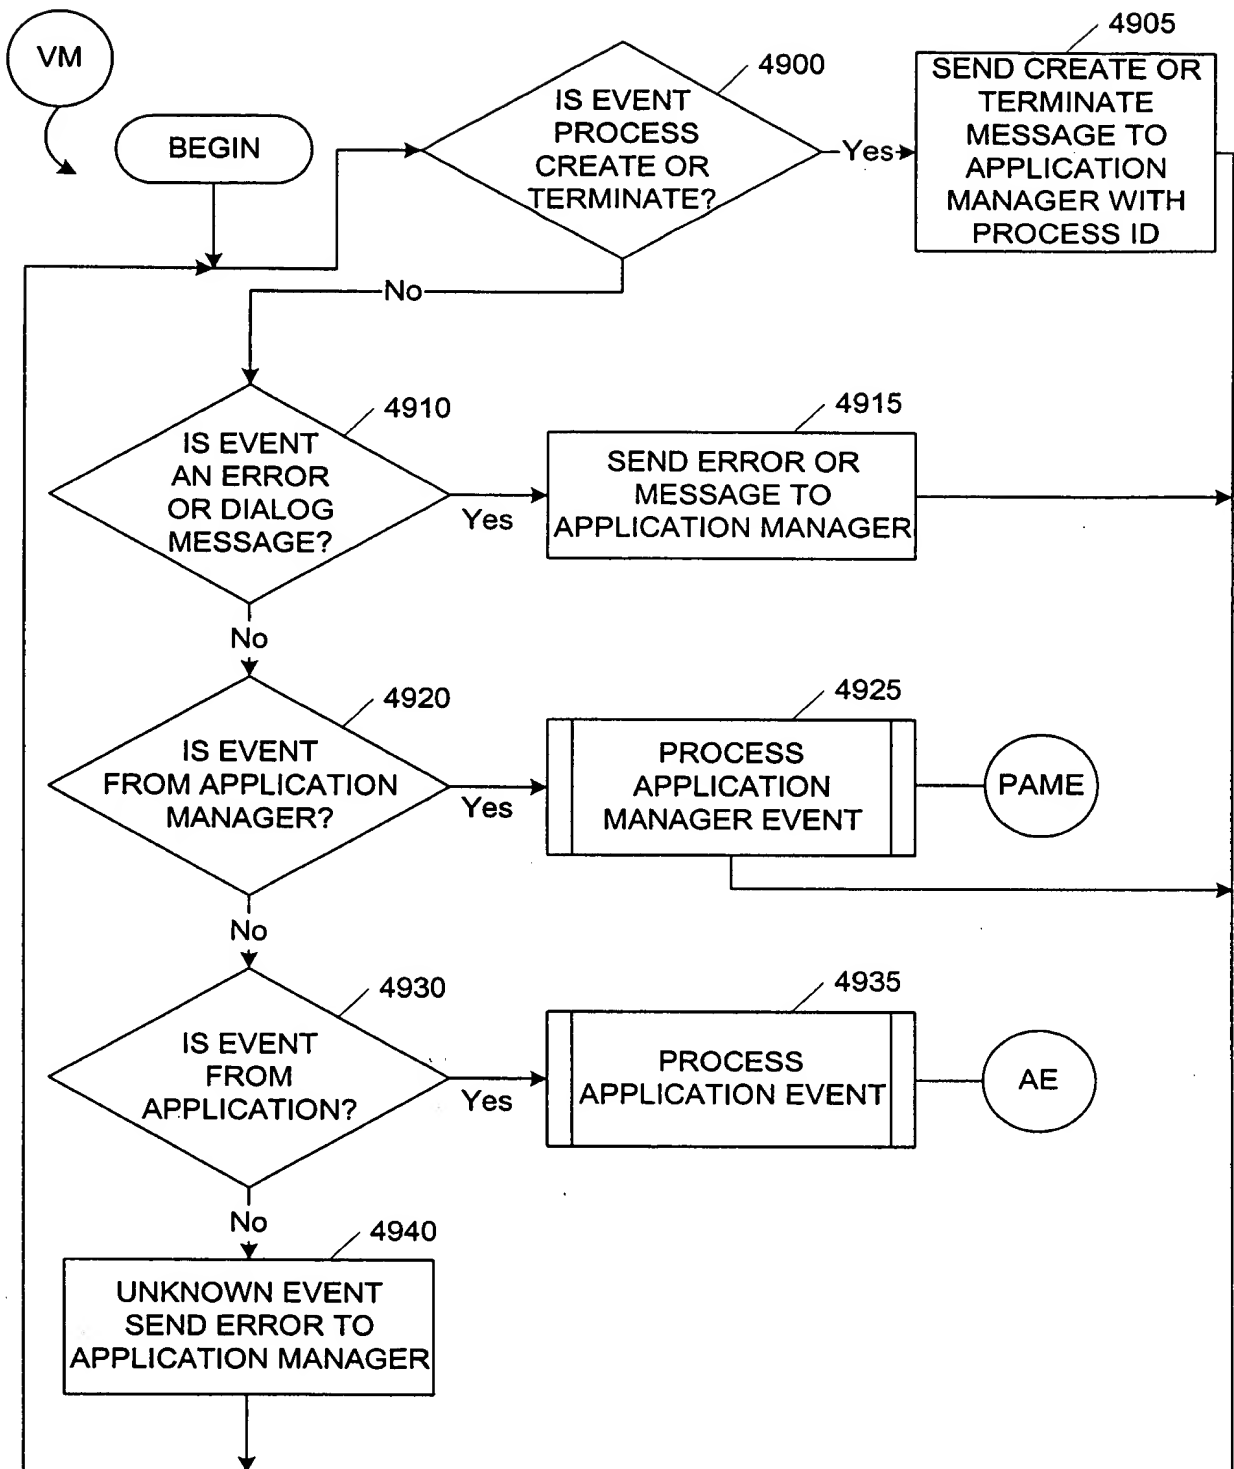 VM
BEGIN
4900
IS EVENT
PROCESS
CREATE OR
TERMINATE?
Yes
4905
SEND CREATE OR
TERMINATE
MESSAGE TO
APPLICATION
MANAGER WITH
PROCESS ID
No
4910
IS EVENT
AN ERROR
OR DIALOG
MESSAGE?
Yes
4915
SEND ERROR OR
MESSAGE TO
APPLICATION MANAGER
No
4920
IS EVENT
FROM APPLICATION
MANAGER?
Yes
4925
PROCESS
APPLICATION
MANAGER EVENT
PAME
No
4930
IS EVENT
FROM
APPLICATION?
Yes
4935
PROCESS
APPLICATION EVENT
AE
No
4940
UNKNOWN EVENT
SEND ERROR TO
APPLICATION MANAGER